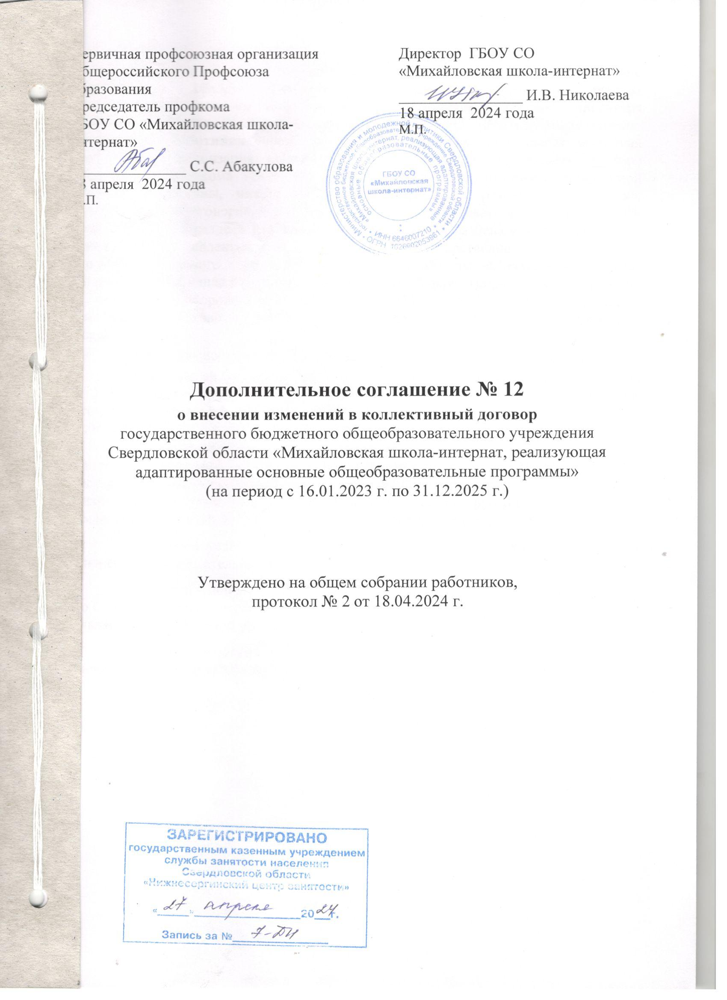 ервичная профсоюзная организация
бщероссийского Профсоюза
разования
редседатель профкома
БОУ СО «Михайловская школа-
нтернат»
С.С. Абакулова
8 апреля 2024 года
.П.
Директор ГБОУ СО
«Михайловская школа-интернат»
И.В. Николаева
18 апреля 2024 года
М.П.
Министерство образования и молодежной политики Свердловской области
ОГРН 1026602053961
государственное бюджетное общеобразовательное учреждение Свердловской области
ИНН 6646007210
«Михайловская школа-интернат, реализующая адаптированные
основные общеобразовательные программы»
ГБОУ СО
«Михайловская
школа-интернат»
Дополнительное соглашение № 12
о внесении изменений в коллективный договор
государственного бюджетного общеобразовательного учреждения
Свердловской области «Михайловская школа-интернат, реализующая
адаптированные основные общеобразовательные программы»
(на период с 16.01.2023 г. по 31.12.2025 г.)
Утверждено на общем собрании работников,
протокол № 2 от 18.04.2024 г.
ЗАРЕГИСТРИРОВАНО
государственным казенным учреждением
службы занятости населения
Свердловской области
«Нижнесергинский центр занятости»
«27» апреля 2024г.
Запись за № 7-ДИ